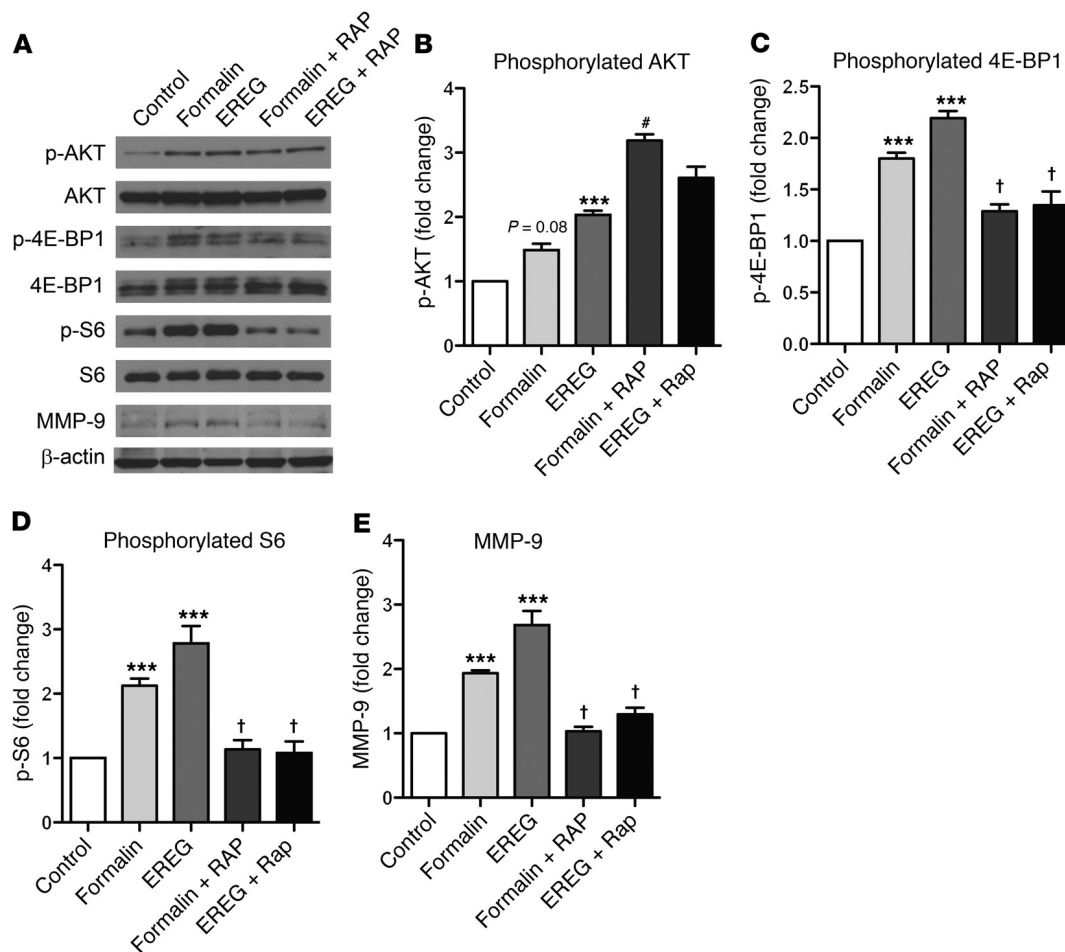 A
Control
Formalin
EREG
Formalin + RAP
EREG + RAP
p-AKT
AKT
p-4E-BP1
4E-BP1
p-S6
S6
MMP-9
β-actin
B
Phosphorylated AKT
p-AKT (fold change)
4
3
2
1
0
P = 0.08
***
#
Control
Formalin
EREG
Formalin + RAP
EREG + Rap
C
Phosphorylated 4E-BP1
p-4E-BP1 (fold change)
2.5
2.0
1.5
1.0
0.5
0.0
***
***
†
†
Control
Formalin
EREG
Formalin + RAP
EREG + Rap
D
Phosphorylated S6
p-S6 (fold change)
4
3
2
1
0
***
***
†
†
Control
Formalin
EREG
Formalin + RAP
EREG + Rap
E
MMP-9
MMP-9 (fold change)
4
3
2
1
0
***
***
†
†
Control
Formalin
EREG
Formalin + RAP
EREG + Rap